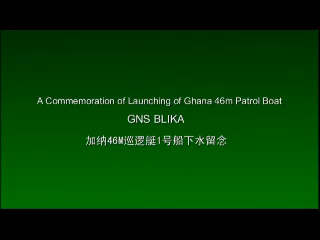 A Commemoration of Launching of Ghana 46m Patrol Boat
GNS BLIKA
加纳46M巡逻艇1号船下水留念